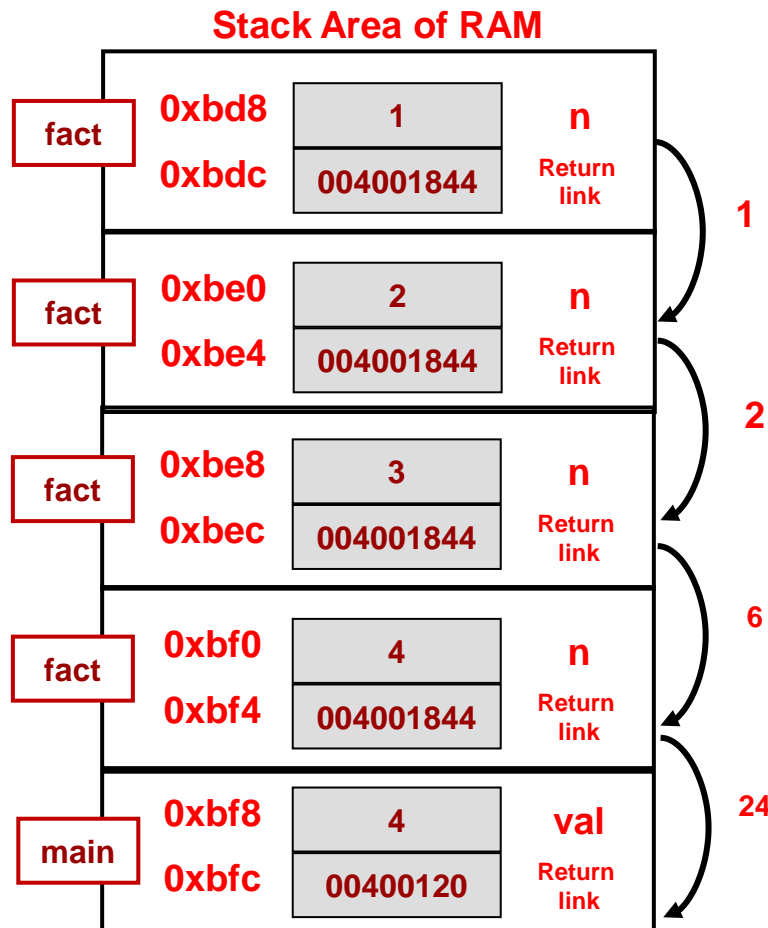 Stack Area of RAM
fact
0xbd8
1
n
0xbdc
004001844
Return
link
1
fact
0xbe0
2
n
0xbe4
004001844
Return
link
2
fact
0xbe8
3
n
0xbec
004001844
Return
link
6
fact
0xbf0
4
n
0xbf4
004001844
Return
link
24
main
0xbf8
4
val
0xbfc
00400120
Return
link